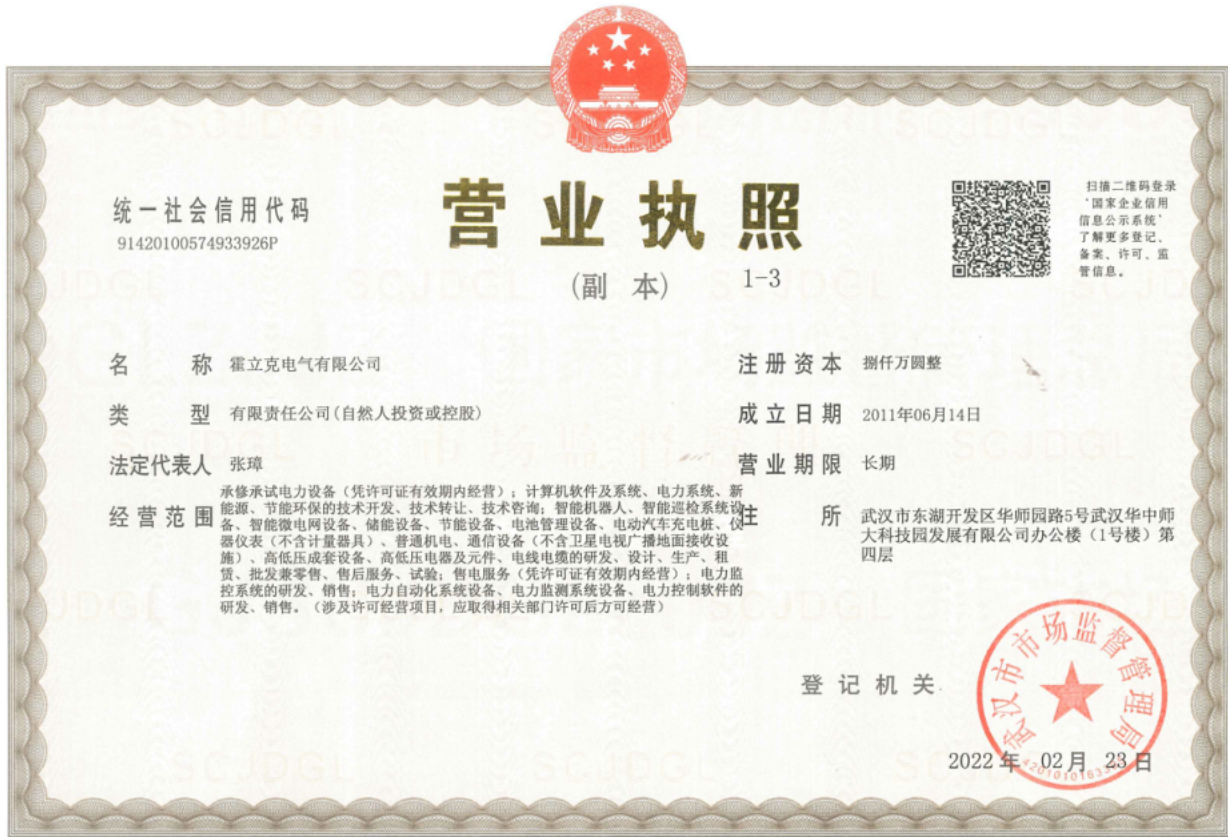 统一社会信用代码
91420100574933926P
营业执照
(副 本) 1-3
扫描二维码登录
‘国家企业信用
信息公示系统’
了解更多登记、
备案、许可、监
管信息。
名 称 霍立克电气有限公司
类 型 有限责任公司(自然人投资或控股)
法定代表人 张璋
经营范围
承修承试电力设备（凭许可证有效期内经营）；计算机软件及系统、电力系统、新
能源、节能环保的技术开发、技术转让、技术咨询；智能机器人、智能巡检系统设
备、智能微电网设备、储能设备、节能设备、电池管理设备、电动汽车充电桩、仪
器仪表（不含计量器具）、普通机电、通信设备（不含卫星电视广播地面接收设
施）、高低压成套设备、高低压电器及元件、电线电缆的研发、设计、生产、租
赁、批发兼零售、售后服务、试验；售电服务（凭许可证有效期内经营）；电力监
控系统的研发、销售；电力自动化系统设备、电力监测系统设备、电力控制软件的
研发、销售。（涉及许可经营项目，应取得相关部门许可后方可经营）
注册资本 捌仟万圆整
成立日期 2011年06月14日
营业期限 长期
住 所 武汉市东湖开发区华师园路5号武汉华中师
大科技园发展有限公司办公楼（1号楼）第
四层
登记机关
武汉市市场监督管理局
2022年 02月 23日